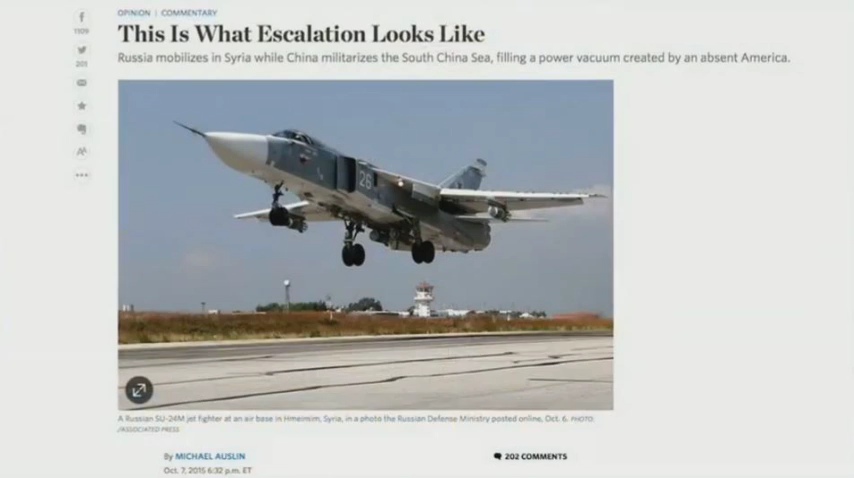 OPINION | COMMENTARY
This Is What Escalation Looks Like
Russia mobilizes in Syria while China militarizes the South China Sea, filling a power vacuum created by an absent America.
1109
201
AA
26
A Russian SU-24M jet fighter at an air base in Hmeimim, Syria, in a photo the Russian Defense Ministry posted online, Oct. 6. PHOTO:
/ASSOCIATED PRESS
By MICHAEL AUSLIN
202 COMMENTS
Oct. 7, 2015 6:32 p.m. ET